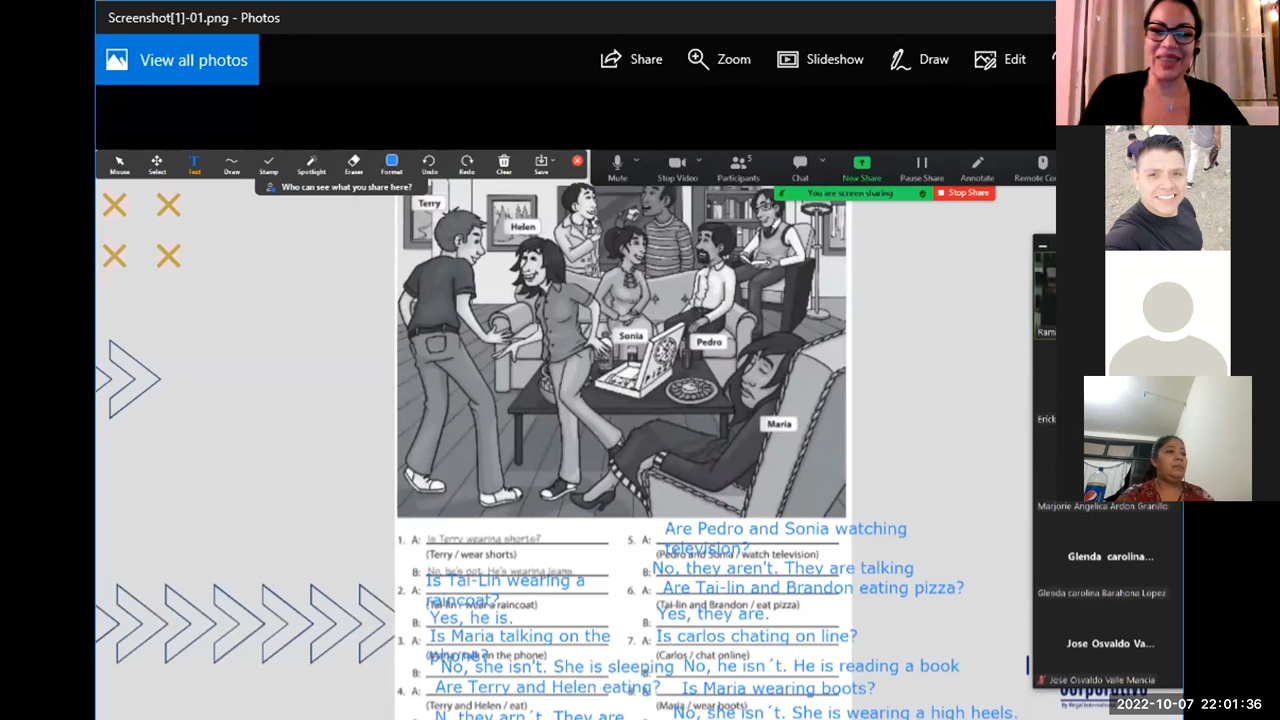 Screenshot[1]-01.png - Photos
View all photos
Share
Zoom
Slideshow
Draw
Edit
Mouse
Select
Text
Draw
Stamp
Spotlight
Eraser
Format
Undo
Redo
Clear
Save
Mute
Stop Video
Participants
5
Chat
New Share
Pause Share
Annotate
Remote Co
Who can see what you share here?
You are screen sharing
Stop Share
Terry
Helen
Sonia
Pedro
Maria
1. A: Is Terry wearing shorts?
(Terry / wear shorts)
B: No, he's not. He's wearing jeans.
2. A: Is Tai-Lin wearing a raincoat?
(Tai-lin / wear a raincoat)
B: Yes, he is.
3. A: Is Maria talking on the phone?
on the phone)
B: No, she isn't. She is sleeping
4. A: Are Terry and Helen eating?
(Terry and Helen / eat)
N, they arn´t. They are
5. A: Are Pedro and Sonia watching television?
(Pedro and Sonia / watch television)
B: No, they aren't. They are talking
6. A: Are Tai-lin and Brandon eating pizza?
(Tai-lin and Brandon / eat pizza)
B: Yes, they are.
7. A: Is carlos chating on line?
(Carlos / chat online)
B: No, he isn´t. He is reading a book
A: Is Maria wearing boots?
(Maria / wear boots)
No, she isn´t. She is wearing a high heels.
Erick
Marjorie Angelica Ardon Granillo
Glenda carolina...
Glenda carolina Barahona Lopez
Jose Osvaldo Va...
Jose Osvaldo Valle Mancia
2022-10-07 22:01:36